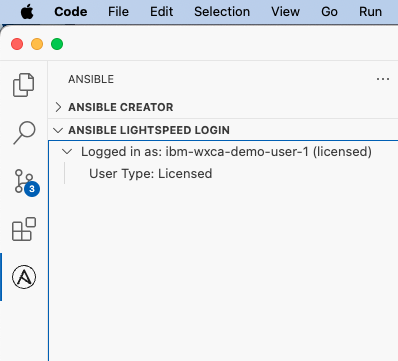 Code File Edit Selection View Go Run
ANSIBLE
ANSIBLE CREATOR
ANSIBLE LIGHTSPEED LOGIN
Logged in as: ibm-wxca-demo-user-1 (licensed)
User Type: Licensed
3
A